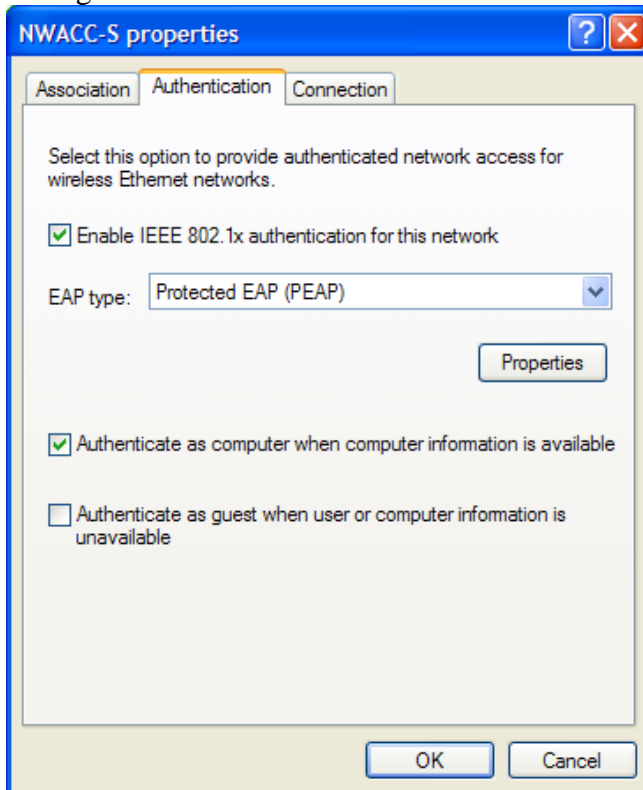 NWACC-S properties
Association Authentication Connection
Select this option to provide authenticated network access for
wireless Ethernet networks.
Enable IEEE 802.1x authentication for this network
EAP type: Protected EAP (PEAP)
Properties
Authenticate as computer when computer information is available
Authenticate as guest when user or computer information is
unavailable
OK Cancel